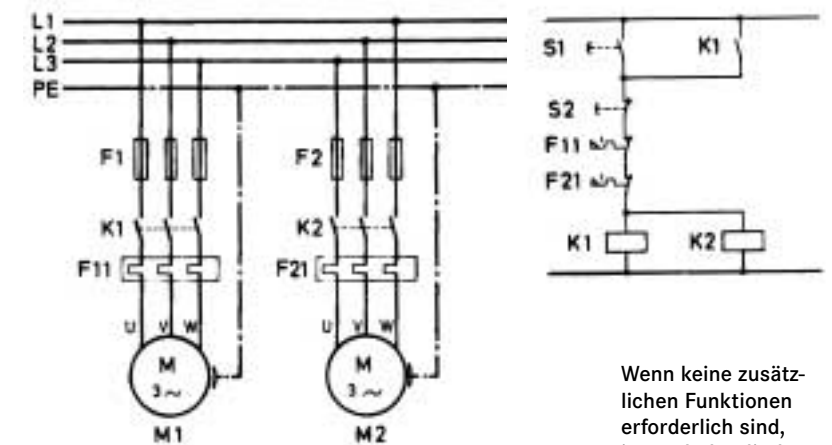 L1
L2
L3
PE
F1
F2
K1
K2
F11
F21
U V W
U V W
M
3 ~
M
3 ~
M1
M2
S1
K1
S2
F11
F21
K1
K2
Wenn keine zusätz-
lichen Funktionen
erforderlich sind,